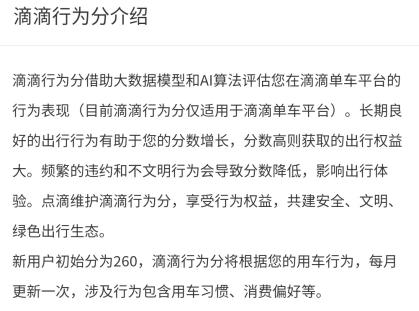 滴滴行为分介绍
滴滴行为分借助大数据模型和AI算法评估您在滴滴单车平台的
行为表现（目前滴滴行为分仅适用于滴滴单车平台）。长期良
好的出行行为有助于您的分数增长，分数高则获取的出行权益
大。频繁的违约和不文明行为会导致分数降低，影响出行体
验。点滴维护滴滴行为分，享受行为权益，共建安全、文明、
绿色出行生态。
新用户初始分为260，滴滴行为分将根据您的用车行为，每月
更新一次，涉及行为包含用车习惯、消费偏好等。